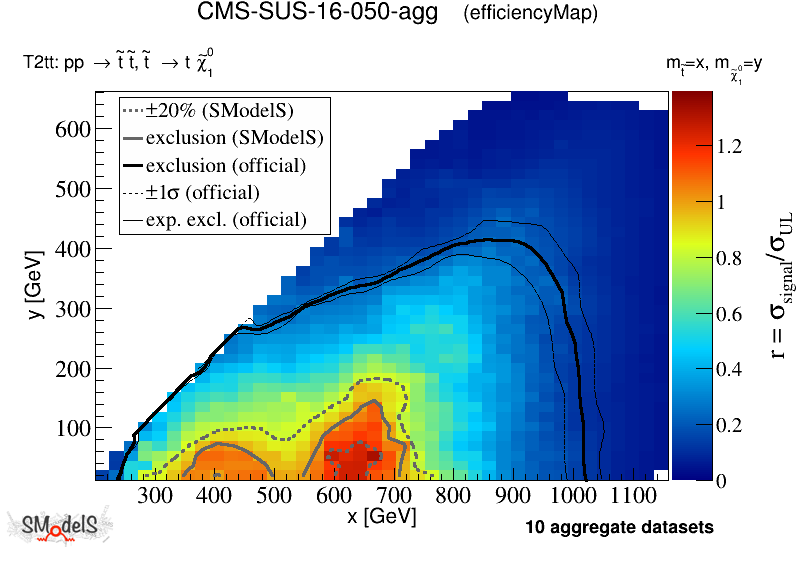 CMS-SUS-16-050-agg (efficiencyMap)
T2tt: pp → t̃ t̃, t̃ → t χ̃₁⁰
m_t̃=x, m_χ̃₁⁰=y
±20% (SModelS)
exclusion (SModelS)
exclusion (official)
±1σ (official)
exp. excl. (official)
600
500
400
300
200
100
y [GeV]
300 400 500 600 700 800 900 1000 1100
x [GeV]
1.2
1
0.8
0.6
0.4
0.2
0
r = σ_signal/σ_UL
SModelS
10 aggregate datasets